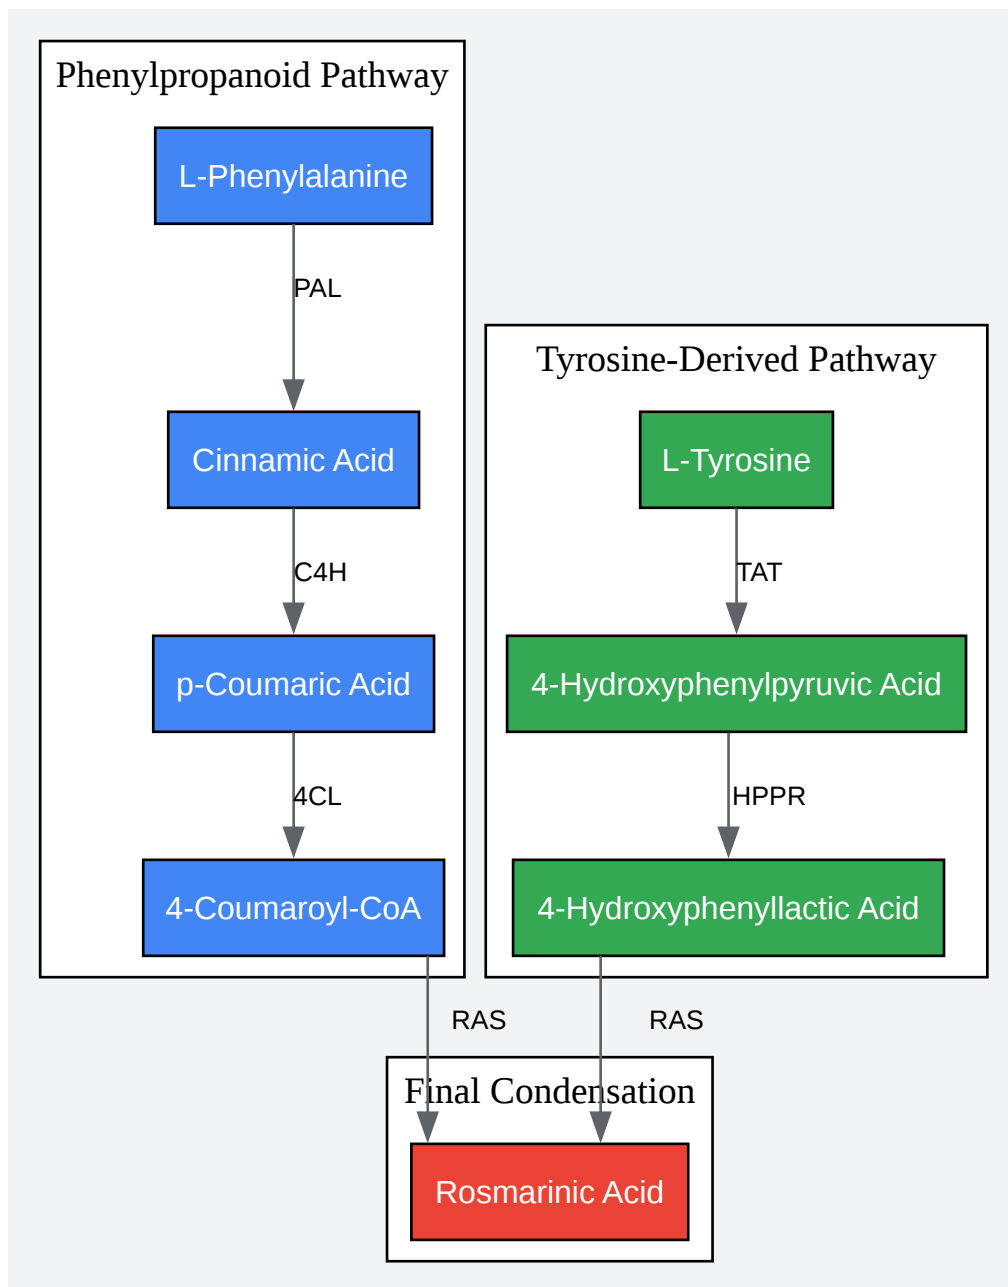 Phenylpropanoid Pathway
L-Phenylalanine
PAL
Cinnamic Acid
C4H
p-Coumaric Acid
4CL
4-Coumaroyl-CoA
Tyrosine-Derived Pathway
L-Tyrosine
TAT
4-Hydroxyphenylpyruvic Acid
HPPR
4-Hydroxyphenyllactic Acid
RAS
RAS
Final Condensation
Rosmarinic Acid